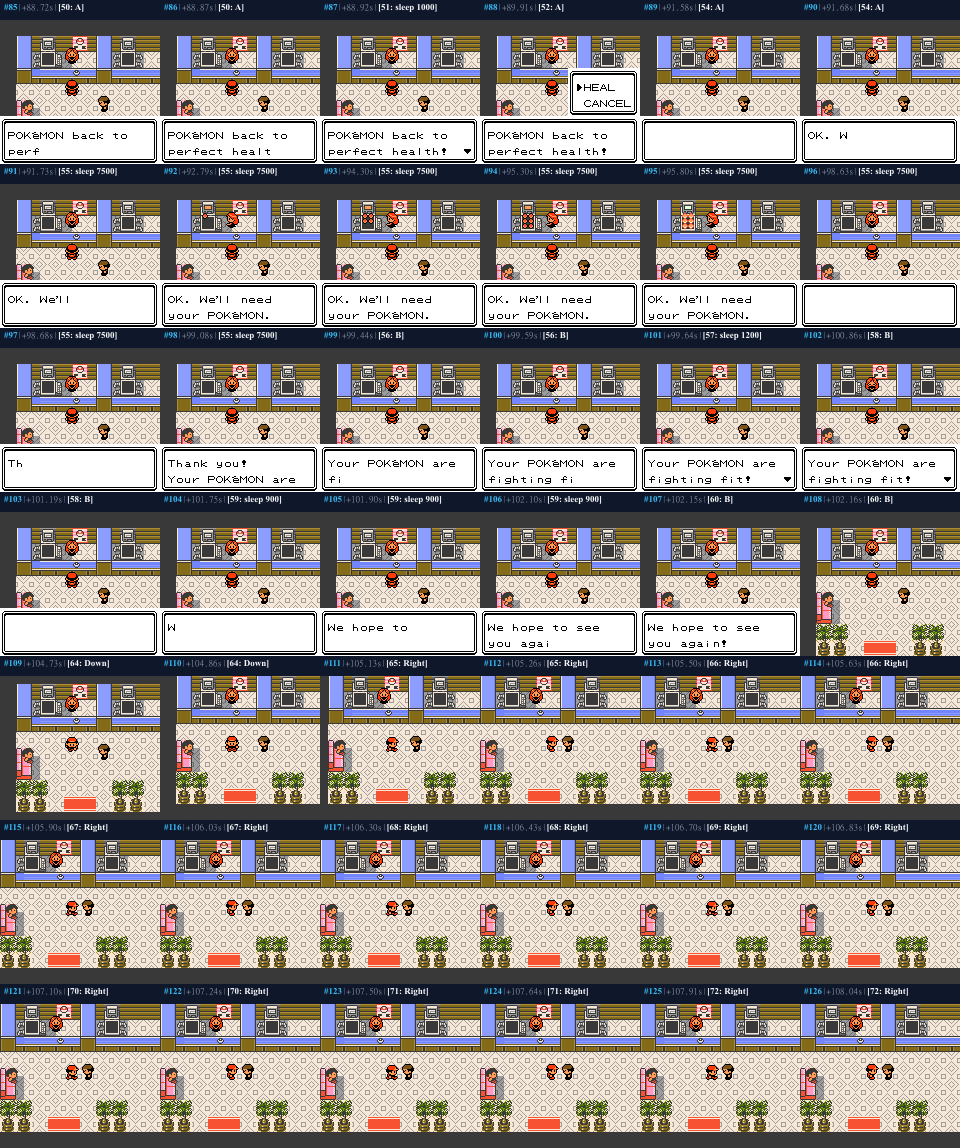 #85|+88.72s|[50: A]
#86|+88.87s|[50: A]
#87|+88.92s|[51: sleep 1000]
#88|+89.91s|[52: A]
#89|+91.58s|[54: A]
#90|+91.68s|[54: A]
POKéMON back to
perf
POKéMON back to
perfect healt
POKéMON back to
perfect health!
HEAL
CANCEL
POKéMON back to
perfect health!
OK. W
#91|+91.73s|[55: sleep 7500]
#92|+92.79s|[55: sleep 7500]
#93|+94.30s|[55: sleep 7500]
#94|+95.30s|[55: sleep 7500]
#95|+95.80s|[55: sleep 7500]
#96|+98.63s|[55: sleep 7500]
OK. We'll
OK. We'll need
your POKéMON.
OK. We'll need
your POKéMON.
OK. We'll need
your POKéMON.
OK. We'll need
your POKéMON.
#97|+98.68s|[55: sleep 7500]
#98|+99.08s|[55: sleep 7500]
#99|+99.44s|[56: B]
#100|+99.59s|[56: B]
#101|+99.64s|[57: sleep 1200]
#102|+100.86s|[58: B]
Th
Thank you!
Your POKéMON are
Your POKéMON are
fi
Your POKéMON are
fighting fi
Your POKéMON are
fighting fit!
Your POKéMON are
fighting fit!
#103|+101.19s|[58: B]
#104|+101.75s|[59: sleep 900]
#105|+101.90s|[59: sleep 900]
#106|+102.10s|[59: sleep 900]
#107|+102.15s|[60: B]
#108|+102.16s|[60: B]
W
We hope to
We hope to see
you agai
We hope to see
you again!
#109|+104.73s|[64: Down]
#110|+104.86s|[64: Down]
#111|+105.13s|[65: Right]
#112|+105.26s|[65: Right]
#113|+105.50s|[66: Right]
#114|+105.63s|[66: Right]
#115|+105.90s|[67: Right]
#116|+106.03s|[67: Right]
#117|+106.30s|[68: Right]
#118|+106.43s|[68: Right]
#119|+106.70s|[69: Right]
#120|+106.83s|[69: Right]
#121|+107.10s|[70: Right]
#122|+107.24s|[70: Right]
#123|+107.50s|[71: Right]
#124|+107.64s|[71: Right]
#125|+107.91s|[72: Right]
#126|+108.04s|[72: Right]